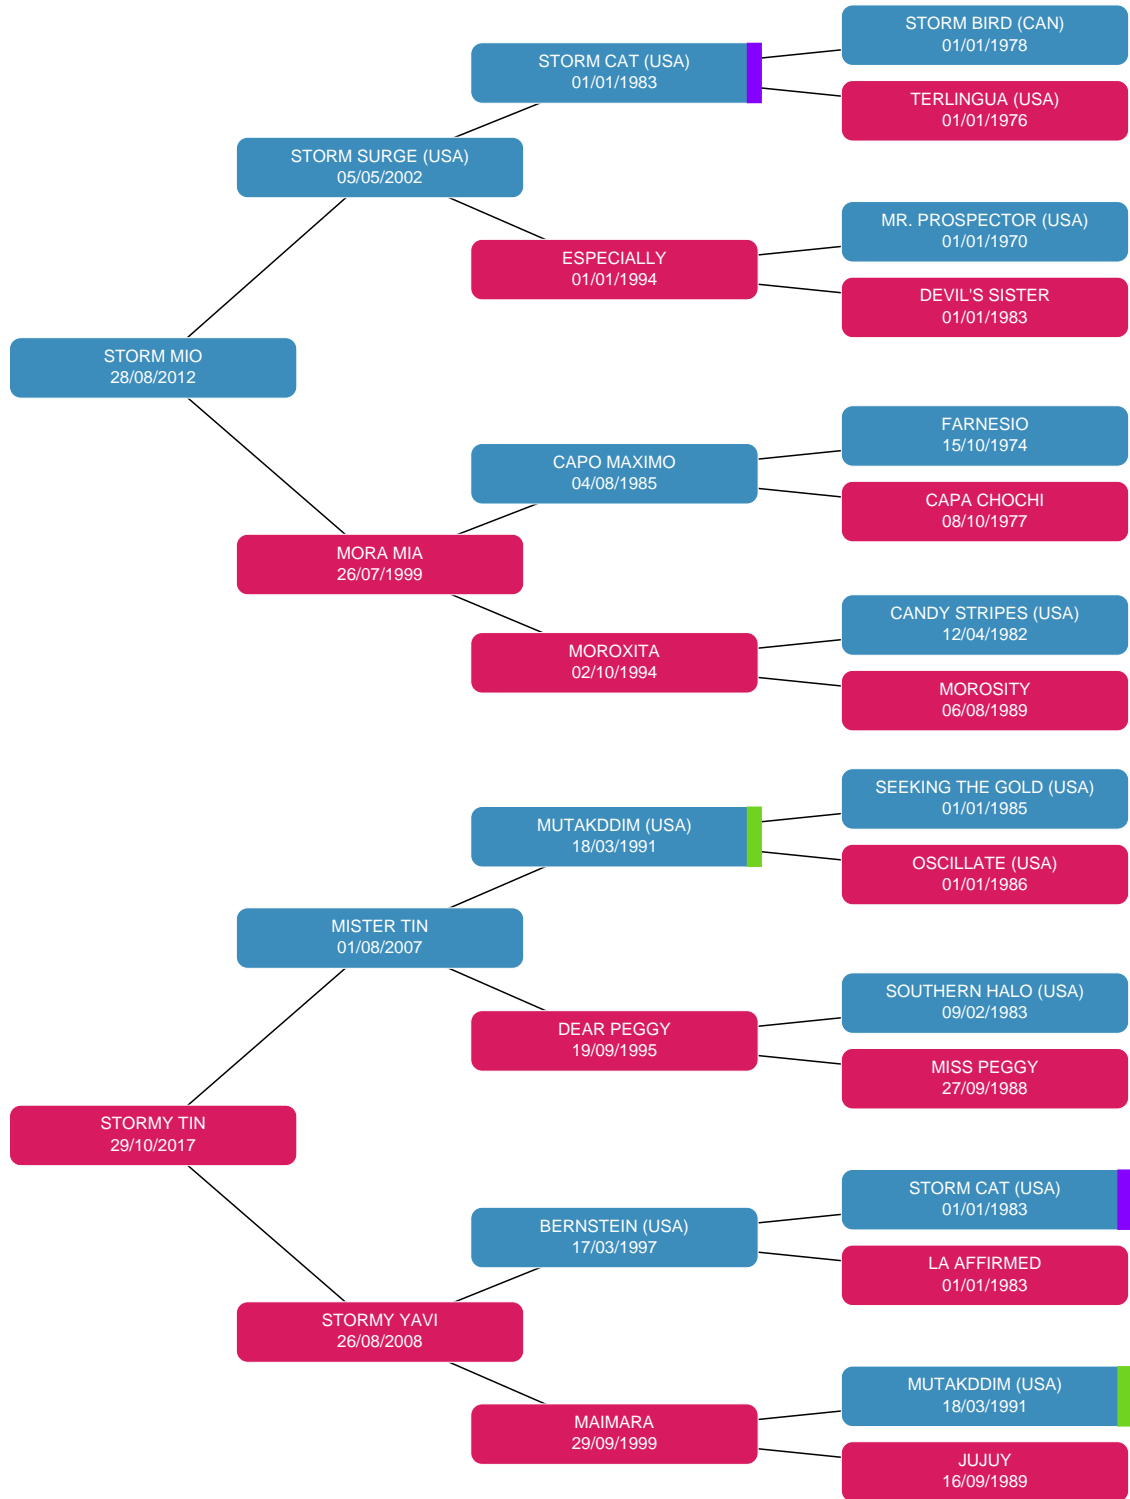 STORM BIRD (CAN)
01/01/1978
STORM CAT (USA)
01/01/1983
TERLINGUA (USA)
01/01/1976
STORM SURGE (USA)
05/05/2002
MR. PROSPECTOR (USA)
01/01/1970
ESPECIALLY
01/01/1994
DEVIL'S SISTER
01/01/1983
STORM MIO
28/08/2012
FARNESIO
15/10/1974
CAPO MAXIMO
04/08/1985
CAPA CHOCHI
08/10/1977
MORA MIA
26/07/1999
CANDY STRIPES (USA)
12/04/1982
MOROXITA
02/10/1994
MOROSITY
06/08/1989
SEEKING THE GOLD (USA)
01/01/1985
MUTAKDDIM (USA)
18/03/1991
OSCILLATE (USA)
01/01/1986
MISTER TIN
01/08/2007
SOUTHERN HALO (USA)
09/02/1983
DEAR PEGGY
19/09/1995
MISS PEGGY
27/09/1988
STORMY TIN
29/10/2017
STORM CAT (USA)
01/01/1983
BERNSTEIN (USA)
17/03/1997
LA AFFIRMED
01/01/1983
STORMY YAVI
26/08/2008
MUTAKDDIM (USA)
18/03/1991
MAIMARA
29/09/1999
JUJUY
16/09/1989